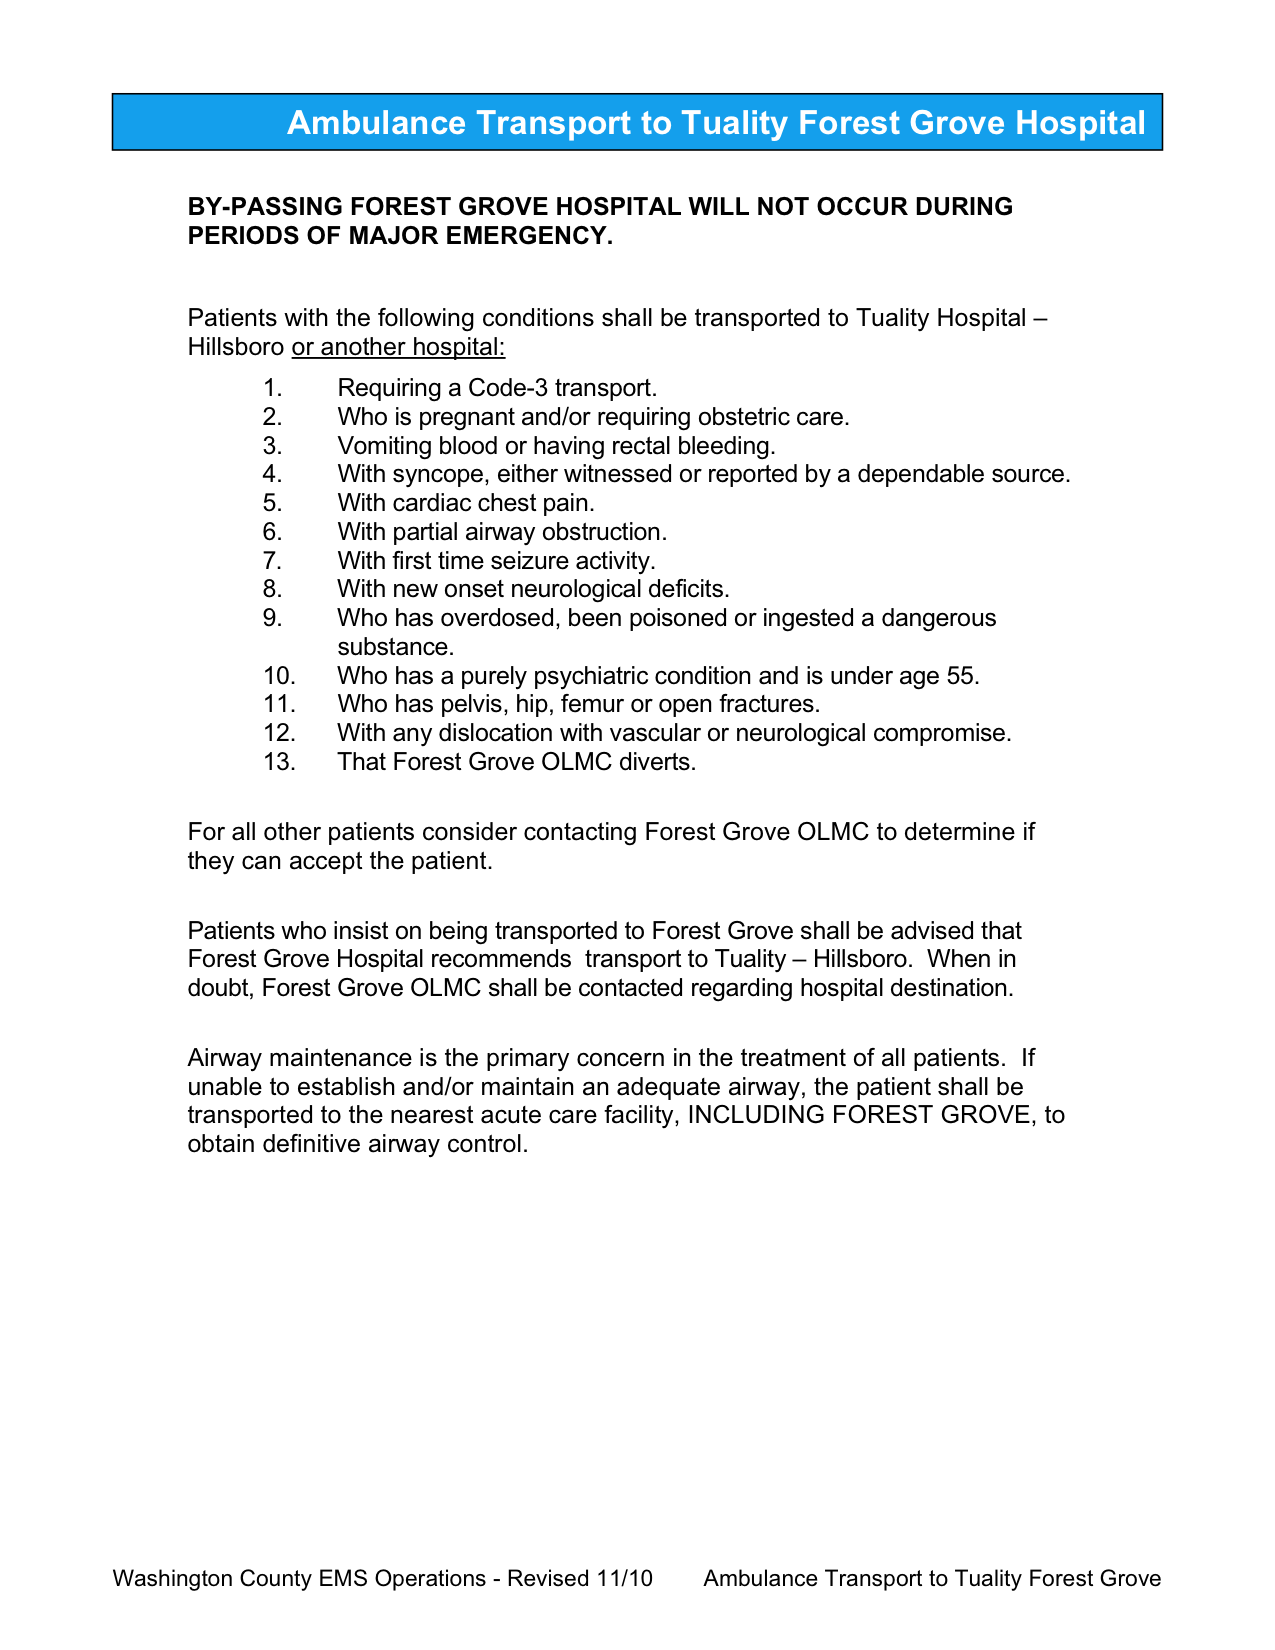 Ambulance Transport to Tuality Forest Grove Hospital
BY-PASSING FOREST GROVE HOSPITAL WILL NOT OCCUR DURING
PERIODS OF MAJOR EMERGENCY.
Patients with the following conditions shall be transported to Tuality Hospital –
Hillsboro or another hospital:
1. Requiring a Code-3 transport.
2. Who is pregnant and/or requiring obstetric care.
3. Vomiting blood or having rectal bleeding.
4. With syncope, either witnessed or reported by a dependable source.
5. With cardiac chest pain.
6. With partial airway obstruction.
7. With first time seizure activity.
8. With new onset neurological deficits.
9. Who has overdosed, been poisoned or ingested a dangerous
substance.
10. Who has a purely psychiatric condition and is under age 55.
11. Who has pelvis, hip, femur or open fractures.
12. With any dislocation with vascular or neurological compromise.
13. That Forest Grove OLMC diverts.
For all other patients consider contacting Forest Grove OLMC to determine if
they can accept the patient.
Patients who insist on being transported to Forest Grove shall be advised that
Forest Grove Hospital recommends  transport to Tuality – Hillsboro.  When in
doubt, Forest Grove OLMC shall be contacted regarding hospital destination.
Airway maintenance is the primary concern in the treatment of all patients.  If
unable to establish and/or maintain an adequate airway, the patient shall be
transported to the nearest acute care facility, INCLUDING FOREST GROVE, to
obtain definitive airway control.
Washington County EMS Operations - Revised 11/10 Ambulance Transport to Tuality Forest Grove